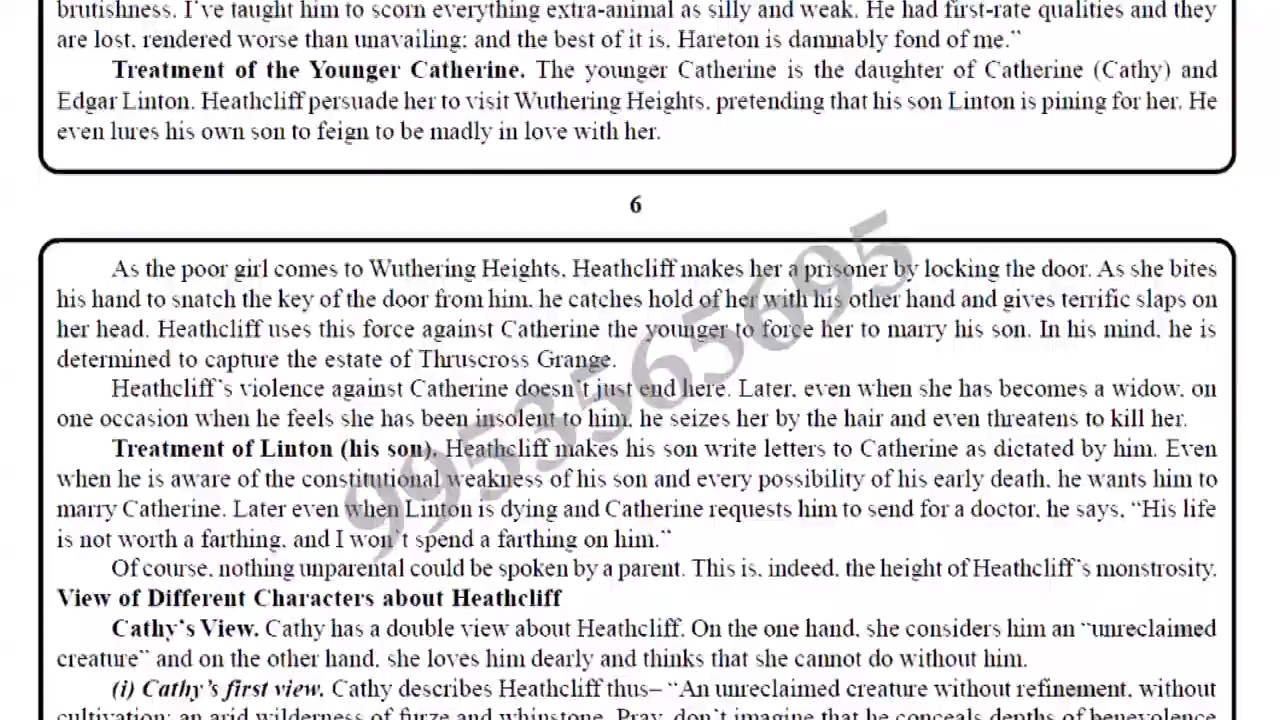 brutishness. I've taught him to scorn everything extra-animal as silly and weak. He had first-rate qualities and they
are lost, rendered worse than unavailing; and the best of it is, Hareton is damnably fond of me."
Treatment of the Younger Catherine. The younger Catherine is the daughter of Catherine (Cathy) and
Edgar Linton. Heathcliff persuade her to visit Wuthering Heights, pretending that his son Linton is pining for her. He
even lures his own son to feign to be madly in love with her.
6
As the poor girl comes to Wuthering Heights, Heathcliff makes her a prisoner by locking the door. As she bites
his hand to snatch the key of the door from him, he catches hold of her with his other hand and gives terrific slaps on
her head. Heathcliff uses this force against Catherine the younger to force her to marry his son. In his mind, he is
determined to capture the estate of Thruscross Grange.
Heathcliff's violence against Catherine doesn't just end here. Later, even when she has becomes a widow, on
one occasion when he feels she has been insolent to him, he seizes her by the hair and even threatens to kill her.
Treatment of Linton (his son). Heathcliff makes his son write letters to Catherine as dictated by him. Even
when he is aware of the constitutional weakness of his son and every possibility of his early death, he wants him to
marry Catherine. Later even when Linton is dying and Catherine requests him to send for a doctor, he says, "His life
is not worth a farthing, and I won't spend a farthing on him."
Of course, nothing unparental could be spoken by a parent. This is, indeed, the height of Heathcliff's monstrosity.
View of Different Characters about Heathcliff
Cathy's View. Cathy has a double view about Heathcliff. On the one hand, she considers him an "unreclaimed
creature" and on the other hand, she loves him dearly and thinks that she cannot do without him.
(i) Cathy's first view. Cathy describes Heathcliff thus– "An unreclaimed creature without refinement, without
cultivation; an arid wilderness of furze and whinstone. Pray, don't imagine that he conceals depths of benevolence
9953565695